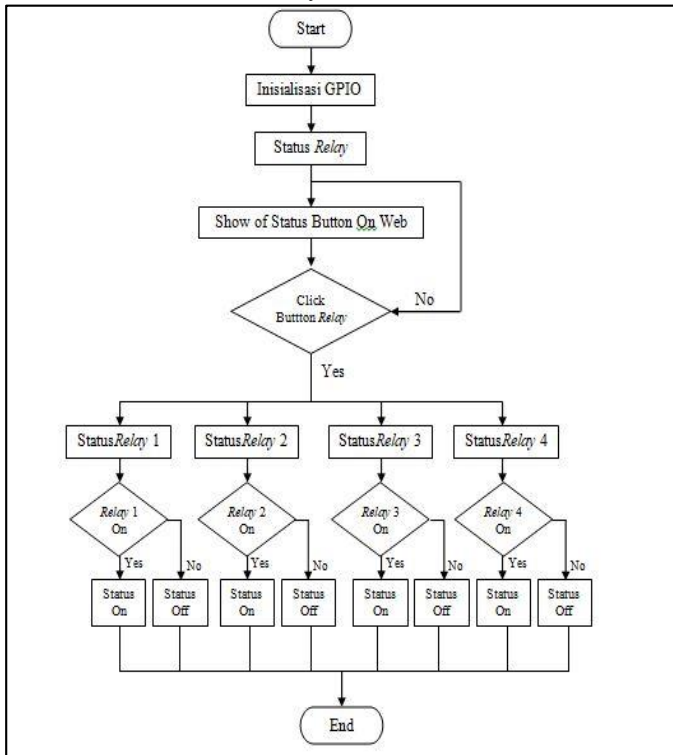 Start
Inisialisasi GPIO
Status Relay
Show of Status Button On Web
Click
Buttton Relay
No
Yes
StatusRelay 1
StatusRelay 2
StatusRelay 3
StatusRelay 4
Relay 1
On
Relay 2
On
Relay 3
On
Relay 4
On
Yes
No
Yes
No
Yes
No
Yes
No
Status
On
Status
Off
Status
On
Status
Off
Status
On
Status
Off
Status
On
Status
Off
End